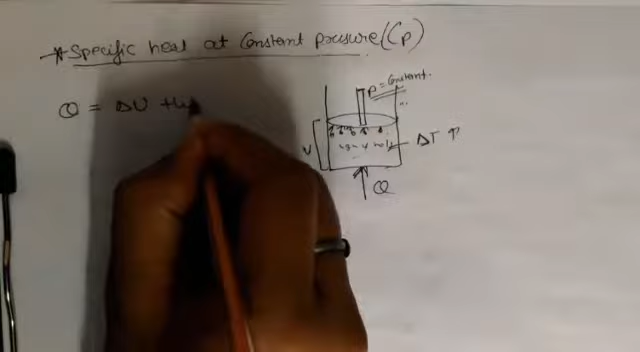 *Specific heat at Constant pressure(Cp)
P = Constant.
Q = ΔU + W
V
ΔT ↑
Q